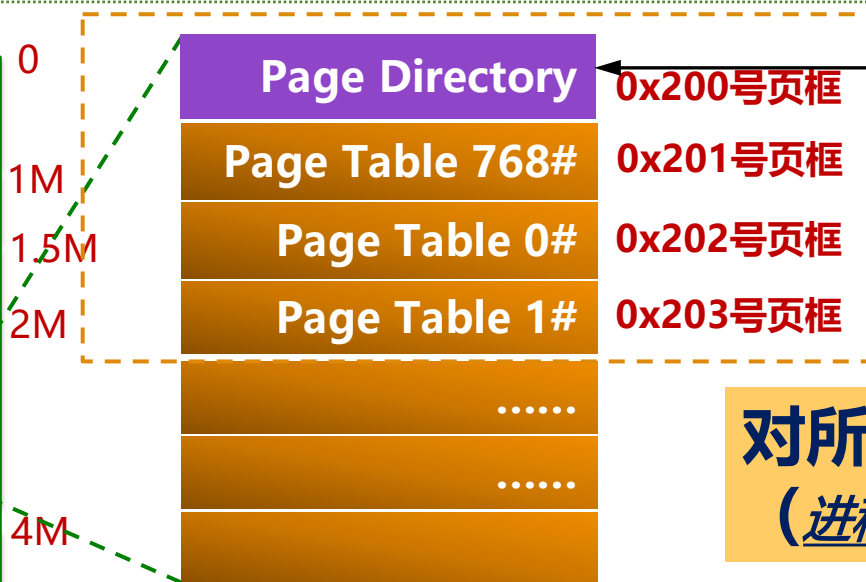 0
Page Directory
0x200号页框
1M
Page Table 768#
0x201号页框
1.5M
Page Table 0#
0x202号页框
2M
Page Table 1#
0x203号页框
......
对所
......
（进程
4M